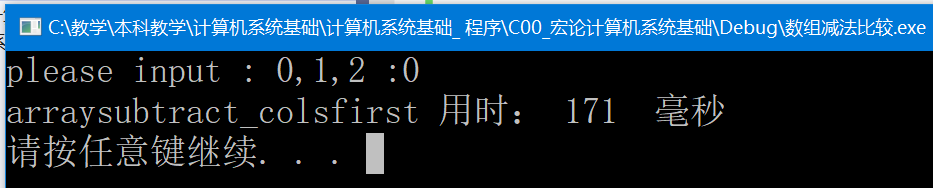 C:\教学\本科教学\计算机系统基础\计算机系统基础_ 程序\C00_宏论计算机系统基础\Debug\数组减法比较.exe
please input : 0,1,2 :0
arraysubtract_colsfirst 用时： 171 毫秒
请按任意键继续. . .